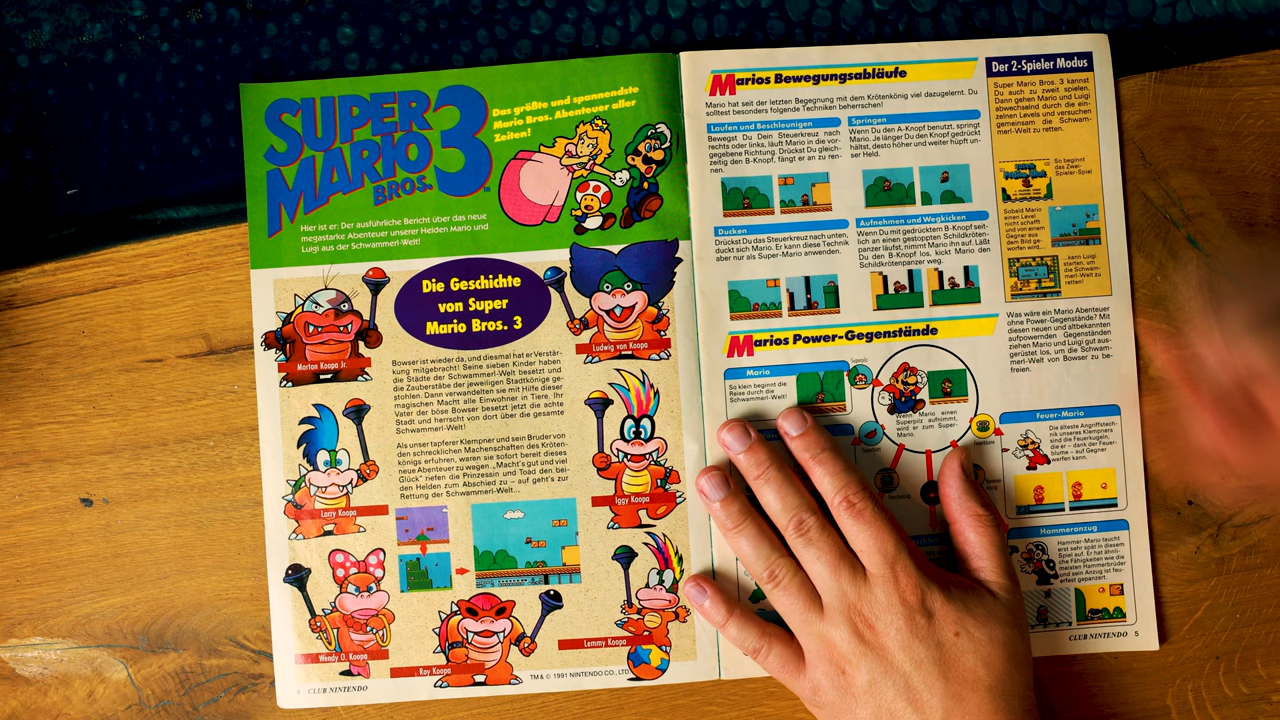 SUPER
MARIO
BROS. 3
TM
Das größte und spannendste
Mario Bros. Abenteuer aller
Zeiten!
Hier ist er: Der ausführliche Bericht über das neue
megastarke Abenteuer unserer Helden Mario und
Luigi aus der Schwammerl-Welt!
Die Geschichte
von Super
Mario Bros. 3
Morton Koopa Jr.
Ludwig von Koopa
Bowser ist wieder da, und diesmal hat er Verstär-
kung mitgebracht! Seine sieben Kinder haben
die Städte der Schwammerl-Welt besetzt und
die Zauberstäbe der jeweiligen Stadtkönige ge-
stohlen. Dann verwandelten sie mit Hilfe dieser
magischen Macht alle Einwohner in Tiere. Ihr
Vater der böse Bowser besetzt jetzt die achte
Stadt und herrscht von dort über die gesamte
Schwammerl-Welt!
Als unser tapferer Klempner und sein Bruder von
den schrecklichen Machenschaften des Kröten-
königs erfuhren, waren sie sofort bereit dieses
neue Abenteuer zu wagen. „Macht's gut und viel
Glück" riefen die Prinzessin und Toad den bei-
den Helden zum Abschied zu – auf geht's zur
Rettung der Schwammerl-Welt...
Larry Koopa
Iggy Koopa
Wendy O. Koopa
Roy Koopa
Lemmy Koopa
TM & © 1991 NINTENDO CO., LTD.
4 CLUB NINTENDO
Marios Bewegungsabläufe
Mario hat seit der letzten Begegnung mit dem Krötenkönig viel dazugelernt. Du
solltest besonders folgende Techniken beherrschen!
Laufen und Beschleunigen
Bewegst Du Dein Steuerkreuz nach
rechts oder links, läuft Mario in die vor-
gegebene Richtung. Drückst Du gleich-
zeitig den B-Knopf, fängt er an zu ren-
nen.
Springen
Wenn Du den A-Knopf benutzt, springt
Mario. Je länger Du den Knopf gedrückt
hältst, desto höher und weiter hüpft un-
ser Held.
Ducken
Drückst Du das Steuerkreuz nach unten,
duckt sich Mario. Er kann diese Technik
aber nur als Super-Mario anwenden.
Aufnehmen und Wegkicken
Wenn Du mit gedrücktem B-Knopf seit-
lich an einen gestoppten Schildkröten-
panzer läufst, nimmt Mario ihn auf. Läßt
Du den B-Knopf los, kickt Mario den
Schildkrötenpanzer weg.
Der 2-Spieler Modus
Super Mario Bros. 3 kannst
Du auch zu zweit spielen.
Dann gehen Mario und Luigi
abwechselnd durch die ein-
zelnen Levels und versuchen
gemeinsam die Schwam-
merl-Welt zu retten.
So beginnt
das Zwei-
Spieler-Spiel
Sobald Mario
einen Level
nicht schafft
und von einem
Gegner aus
dem Bild ge-
worfen wird...
...kann Luigi
starten, um
die Schwam-
merl-Welt zu
retten!
Was wäre ein Mario Abenteuer
ohne Power-Gegenstände? Mit
diesen neuen und altbekannten
aufpowernden Gegenständen
ziehen Mario und Luigi gut aus-
gerüstet los, um die Schwam-
merl-Welt von Bowser zu be-
freien.
Marios Power-Gegenstände
Mario
So klein beginnt die
Reise durch die
Schwammerl-Welt!
Superpilz
Wenn Mario einen
Superpilz aufnimmt,
wird er zum Super-
Mario.
Feuerblume
Feuer-Mario
Die älteste Angriffstech-
nik unseres Klempners
sind die Feuerkugeln,
die er – dank der Feuer-
blume – auf Gegner
werfen kann.
Hammeranzug
Hammer-Mario taucht
erst sehr spät in diesem
Spiel auf. Er hat ähnli-
che Fähigkeiten wie die
meisten Hammerbrüder
und sein Anzug ist feu-
erfest gepanzert.
CLUB NINTENDO 5